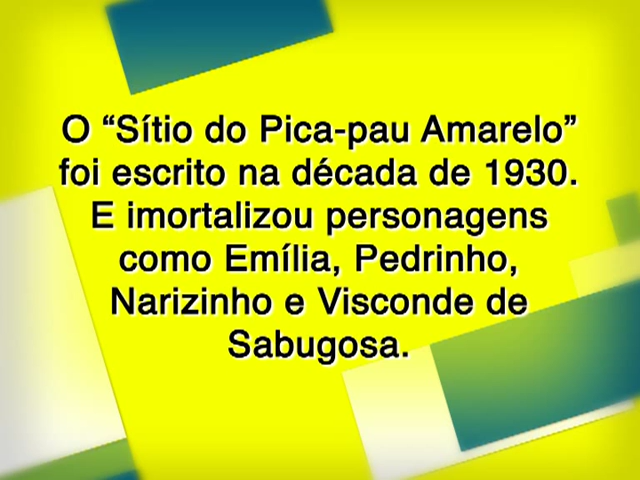 O “Sítio do Pica-pau Amarelo”
foi escrito na década de 1930.
E imortalizou personagens
como Emília, Pedrinho,
Narizinho e Visconde de
Sabugosa.